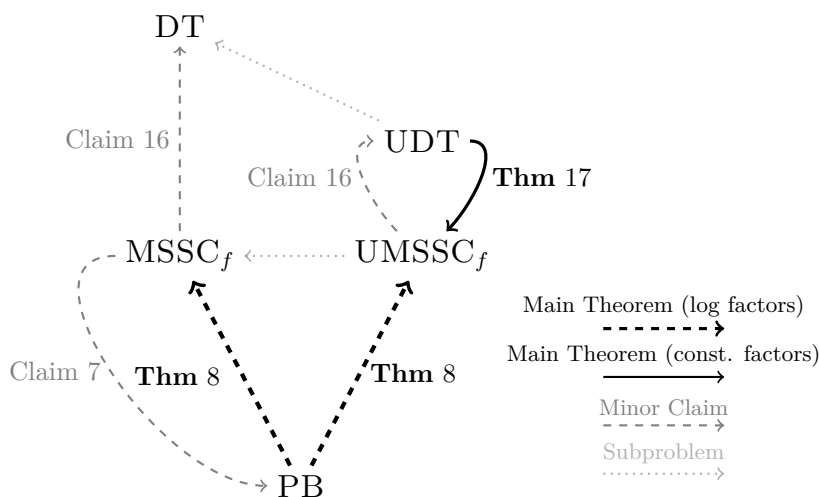 DT
UDT
Claim 16
Claim 16
Thm 17
MSSC_f
UMSSC_f
Main Theorem (log factors)
Main Theorem (const. factors)
Claim 7
Thm 8
Thm 8
Minor Claim
Subproblem
PB